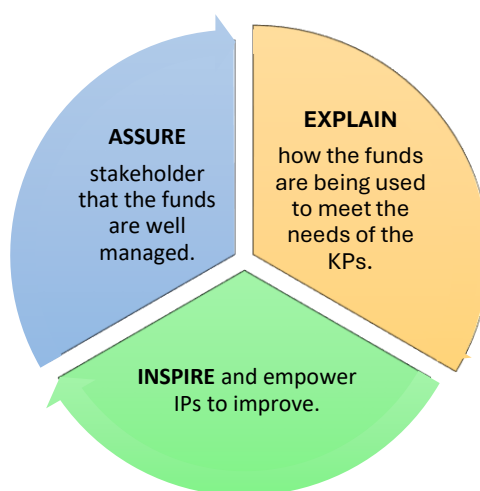 ASSURE
stakeholder
that the funds
are well
managed.
EXPLAIN
how the funds
are being used
to meet the
needs of the
KPs.
INSPIRE and empower
IPs to improve.